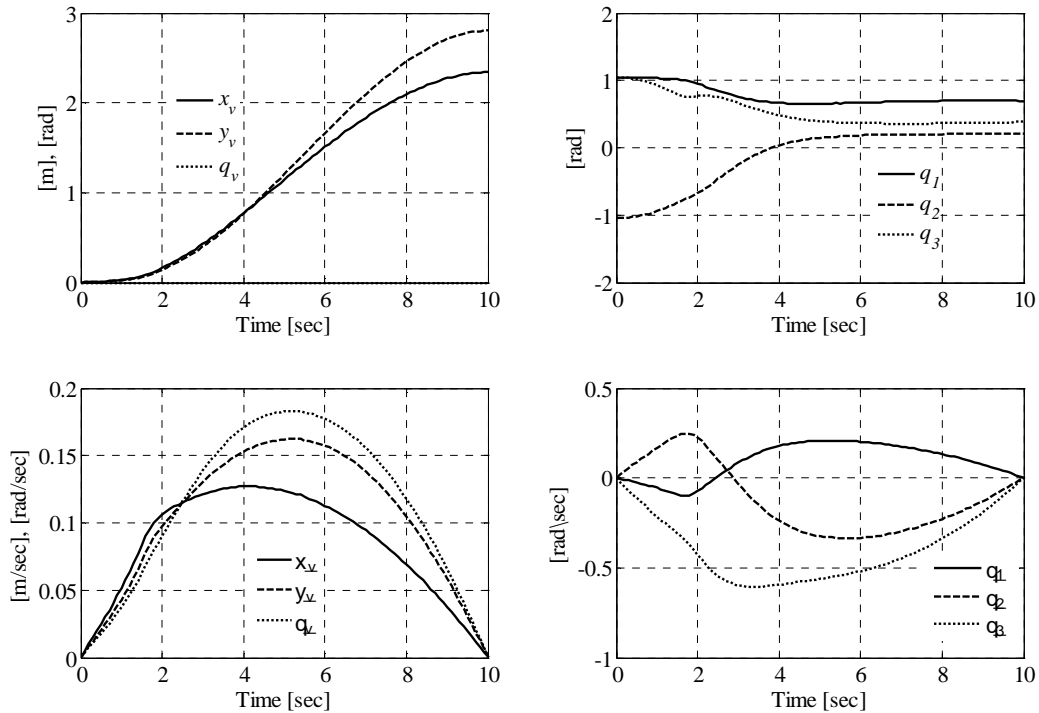 3
2
1
0
[m], [rad]
x_v
y_v
q_v
0 2 4 6 8 10
Time [sec]
2
1
0
-1
-2
[rad]
q_1
q_2
q_3
0 2 4 6 8 10
Time [sec]
0.2
0.15
0.1
0.05
0
[m/sec], [rad/sec]
x_v
y_v
q_v
0 2 4 6 8 10
Time [sec]
0.5
0
-0.5
-1
[rad\sec]
q1
q2
q3
0 2 4 6 8 10
Time [sec]